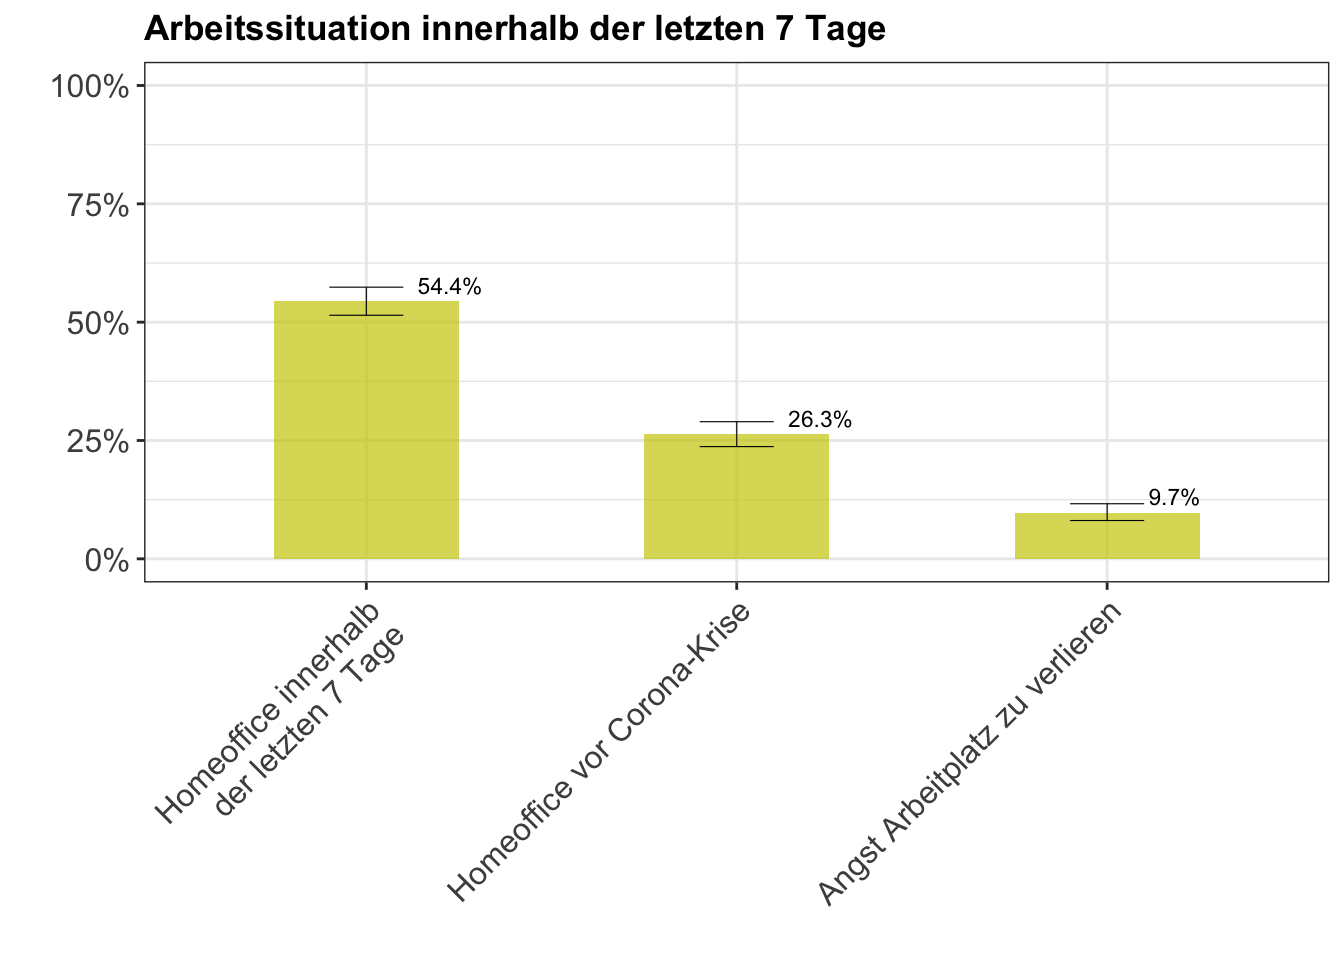 Arbeitssituation innerhalb der letzten 7 Tage
100%
75%
50%
25%
0%
54.4%
26.3%
9.7%
Homeoffice innerhalb
der letzten 7 Tage
Homeoffice vor Corona-Krise
Angst Arbeitplatz zu verlieren